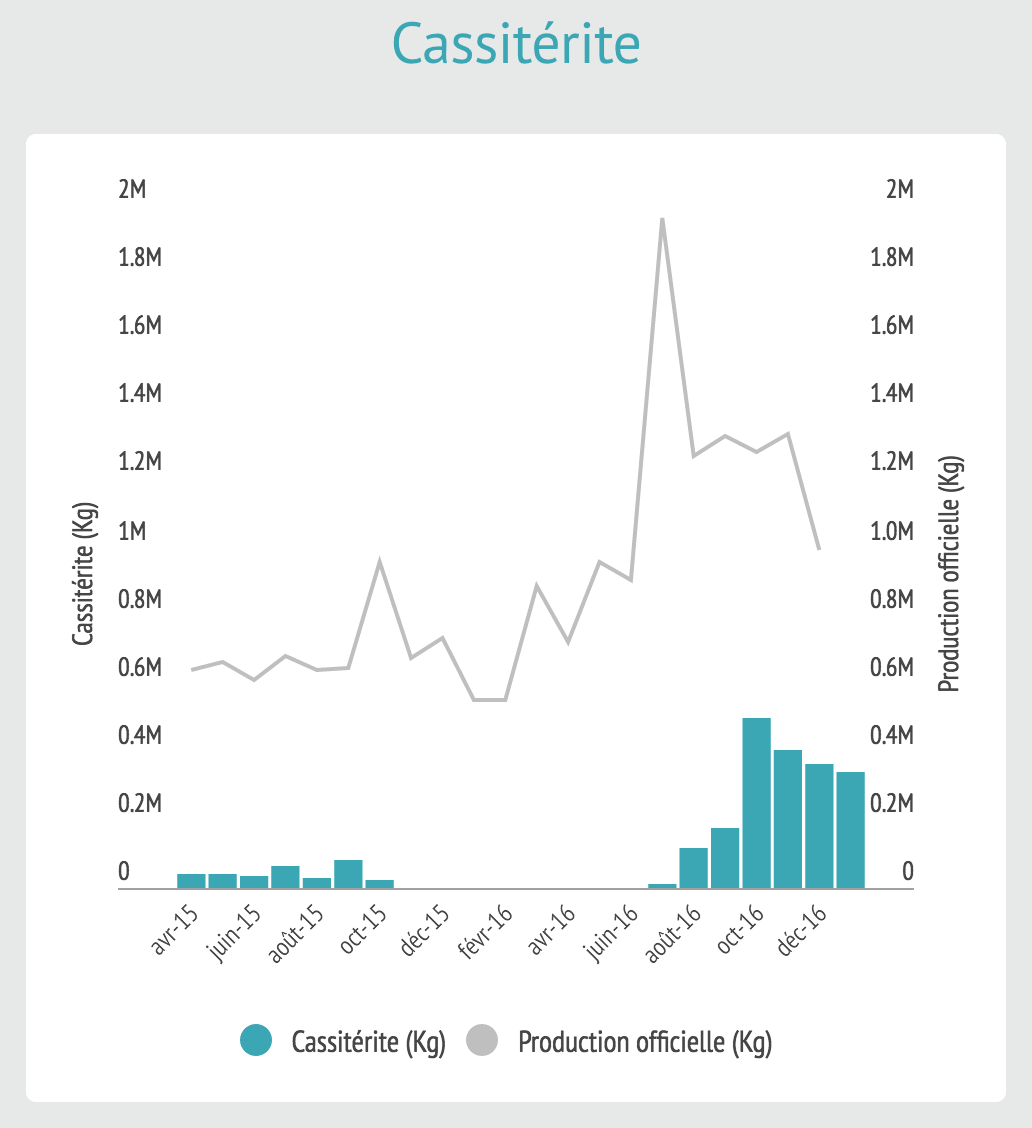 Cassitérite
2M
1.8M
1.6M
1.4M
1.2M
1M
0.8M
0.6M
0.4M
0.2M
0
Cassitérite (Kg)
2M
1.8M
1.6M
1.4M
1.2M
1.0M
0.8M
0.6M
0.4M
0.2M
0
Production officielle (Kg)
avr-15
juin-15
août-15
oct-15
déc-15
févr-16
avr-16
juin-16
août-16
oct-16
déc-16
Cassitérite (Kg)
Production officielle (Kg)